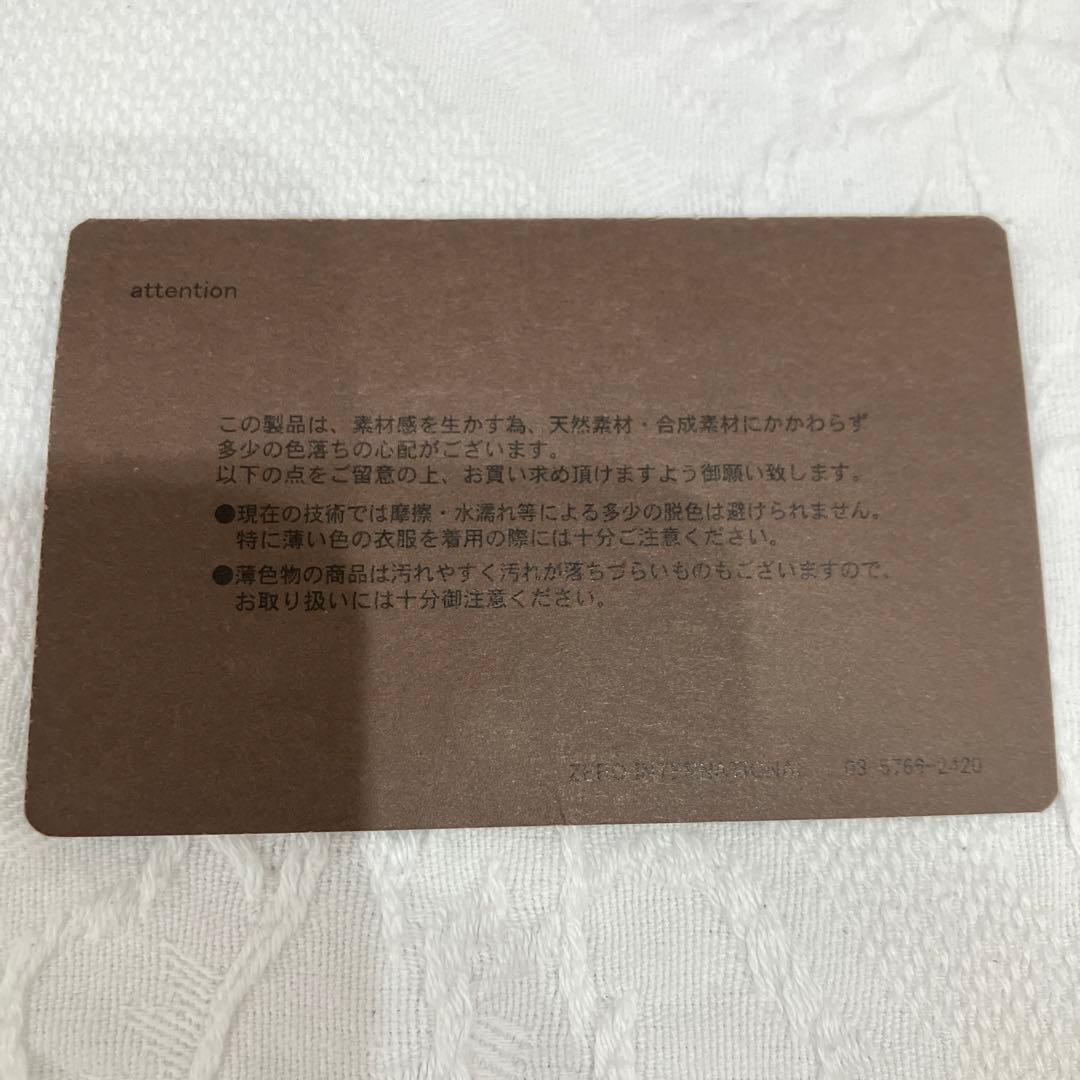 attention
この製品は、素材感を生かす為、天然素材・合成素材にかかわらず
多少の色落ちの心配がございます。
以下の点をご留意の上、お買い求め頂けますよう御願い致します。
●現在の技術では摩擦・水濡れ等による多少の脱色は避けられません。
特に薄い色の衣服を着用の際には十分ご注意ください。
●薄色物の商品は汚れやすく汚れが落ちづらいものもございますので、
お取り扱いには十分御注意ください。
ZERO INTERNATIONAL 03-5766-2420